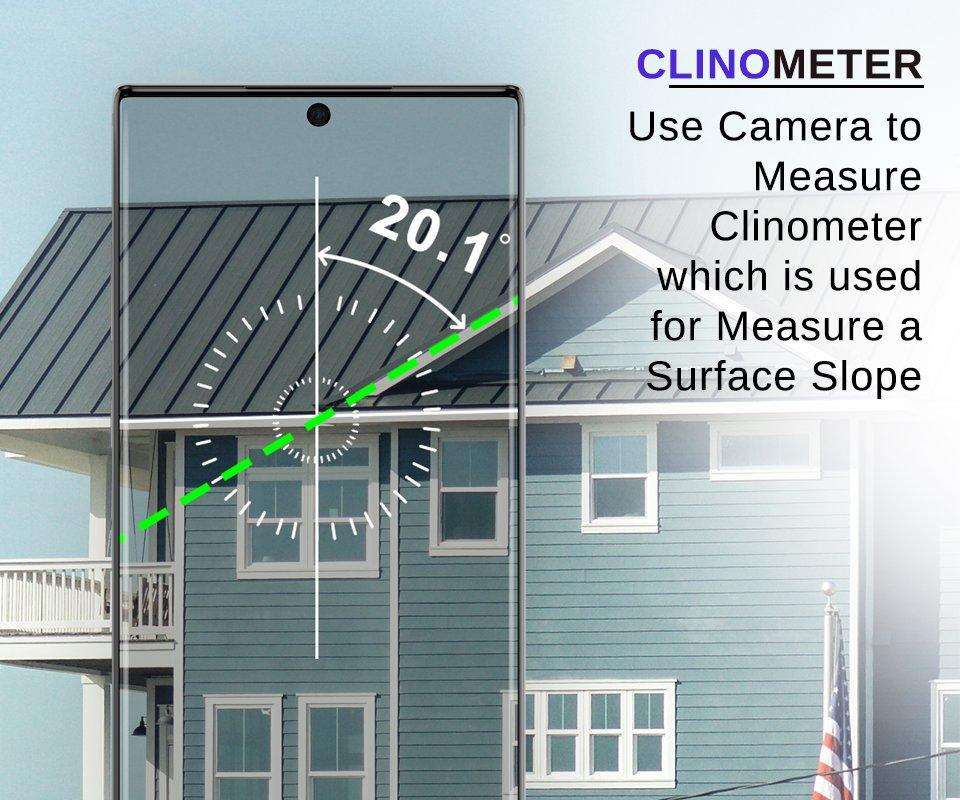 CLINOMETER
Use Camera to
Measure
Clinometer
which is used
for Measure a
Surface Slope
20.1°